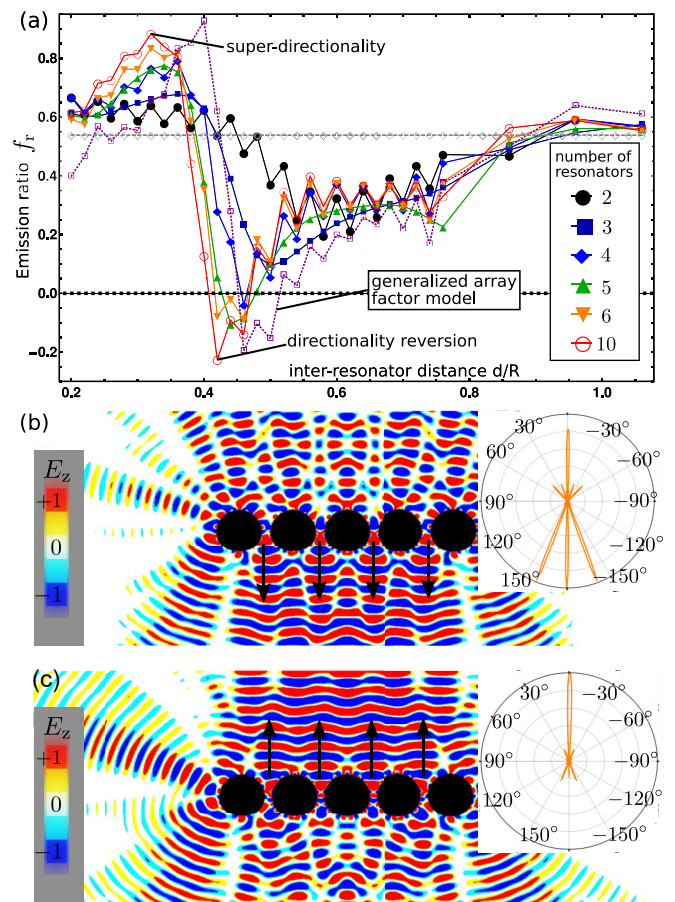 (a)
super-directionality
Emission ratio f_r
0.8
0.6
0.4
0.2
0.0
−0.2
number of
resonators
2
3
4
5
6
10
generalized array
factor model
directionality reversion
inter-resonator distance d/R
0.2 0.4 0.6 0.8 1.0
(b)
E_z
+1
0
−1
30° −30°
−60°
90° −90°
120° −120°
150° −150°
(c)
E_z
+1
0
−1
30° −30°
60° −60°
90° −90°
120° −120°
150° −150°